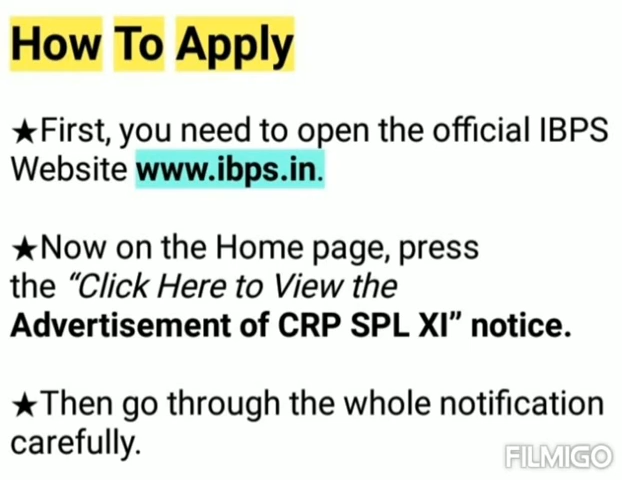 How To Apply
★First, you need to open the official IBPS
Website www.ibps.in.
★Now on the Home page, press
the “Click Here to View the
Advertisement of CRP SPL XI” notice.
★Then go through the whole notification
carefully.
FILMIGO